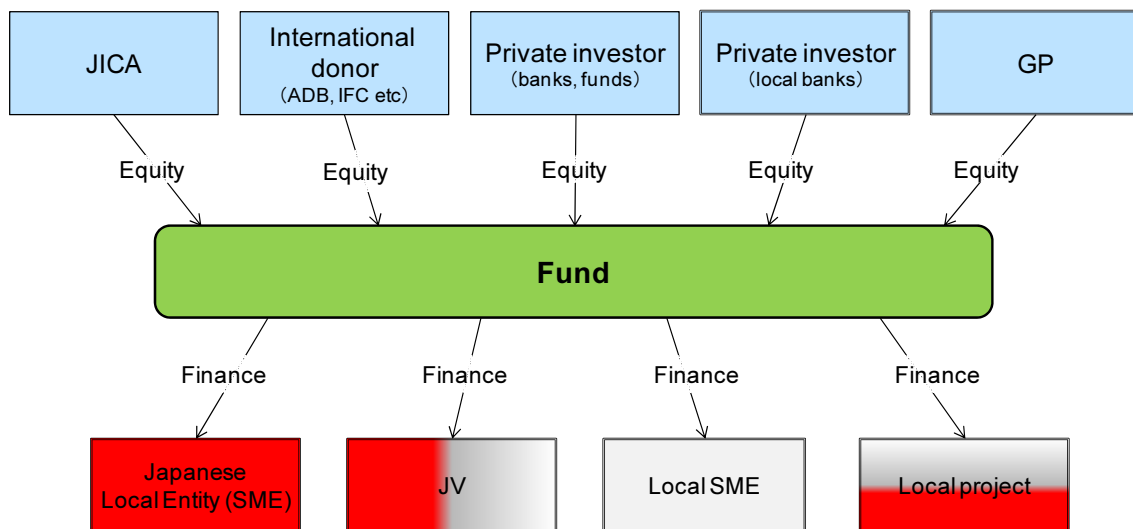 JICA
International
donor
（ADB, IFC etc）
Private investor
（banks, funds）
Private investor
（local banks）
GP
Equity
Equity
Equity
Equity
Equity
Fund
Finance
Finance
Finance
Finance
Japanese
Local Entity (SME)
JV
Local SME
Local project